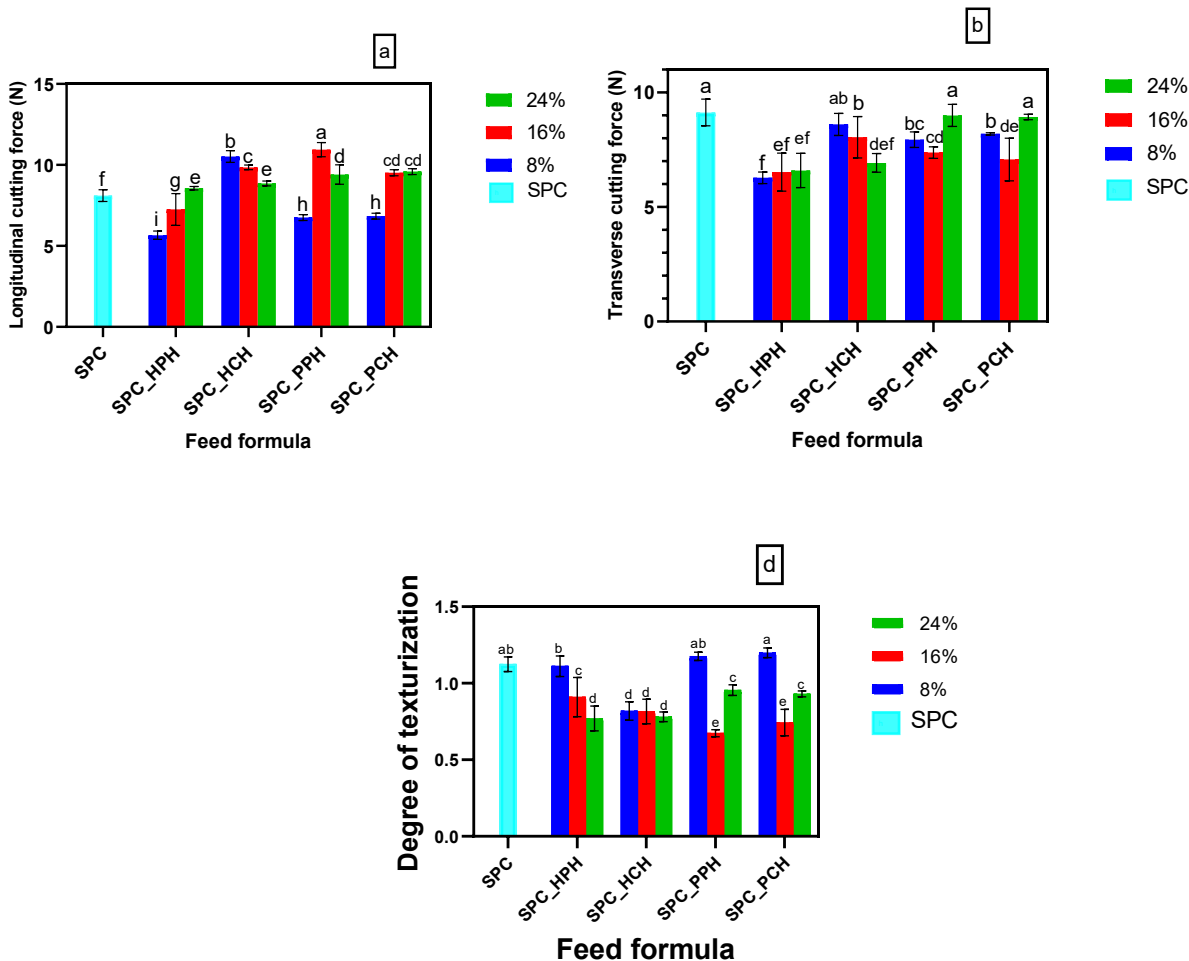 a
Longitudinal cutting force (N)
15
10
5
0
f
i
g
e
b
c
e
h
a
d
h
cd
cd
SPC
SPC_HPH
SPC_HCH
SPC_PPH
SPC_PCH
Feed formula
24%
16%
8%
SPC
b
Transverse cutting force (N)
10
5
0
a
f
ef
ef
ab
b
def
bc
cd
a
b
de
a
SPC
SPC_HPH
SPC_HCH
SPC_PPH
SPC_PCH
Feed formula
24%
16%
8%
SPC
d
Degree of texturization
1.5
1.0
0.5
0.0
ab
b
c
d
d
d
d
ab
e
c
a
e
c
SPC
SPC_HPH
SPC_HCH
SPC_PPH
SPC_PCH
Feed formula
24%
16%
8%
SPC